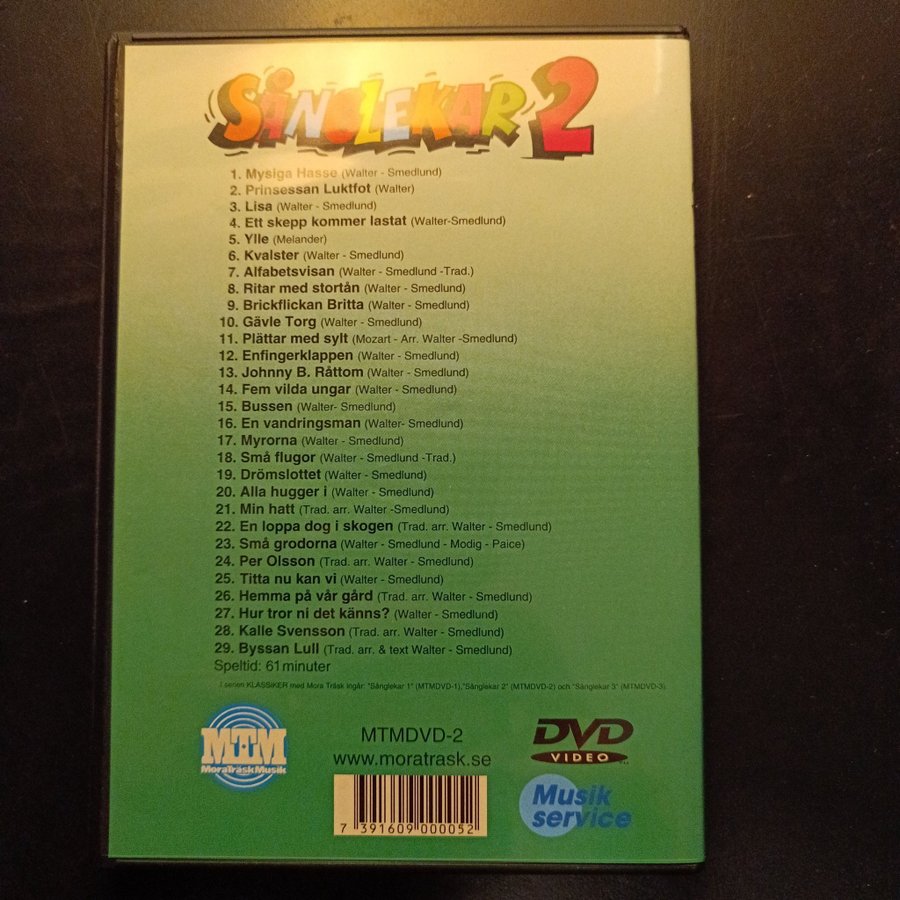 SÅNGLEKAR 2
1. Mysiga Hasse (Walter - Smedlund)
2. Prinsessan Luktfot (Walter)
3. Lisa (Walter - Smedlund)
4. Ett skepp kommer lastat (Walter-Smedlund)
5. Ylle (Melander)
6. Kvalster (Walter - Smedlund)
7. Alfabetsvisan (Walter - Smedlund -Trad.)
8. Ritar med stortån (Walter - Smedlund)
9. Brickflickan Britta (Walter - Smedlund)
10. Gävle Torg (Walter - Smedlund)
11. Plättar med sylt (Mozart - Arr. Walter -Smedlund)
12. Enfingerklappen (Walter - Smedlund)
13. Johnny B. Råttom (Walter - Smedlund)
14. Fem vilda ungar (Walter - Smedlund)
15. Bussen (Walter- Smedlund)
16. En vandringsman (Walter- Smedlund)
17. Myrorna (Walter - Smedlund)
18. Små flugor (Walter - Smedlund -Trad.)
19. Drömslottet (Walter - Smedlund)
20. Alla hugger i (Walter - Smedlund)
21. Min hatt (Trad. arr. Walter -Smedlund)
22. En loppa dog i skogen (Trad. arr. Walter - Smedlund)
23. Små grodorna (Walter - Smedlund - Modig - Paice)
24. Per Olsson (Trad. arr. Walter - Smedlund)
25. Titta nu kan vi (Walter - Smedlund)
26. Hemma på vår gård (Trad. arr. Walter - Smedlund)
27. Hur tror ni det känns? (Walter - Smedlund)
28. Kalle Svensson (Trad. arr. Walter - Smedlund)
29. Byssan Lull (Trad. arr. & text Walter - Smedlund)
Speltid: 61 minuter
I serien KLASSIKER med Mora Träsk ingår: "Sånglekar 1" (MTMDVD-1), "Sånglekar 2" (MTMDVD-2) och "Sånglekar 3" (MTMDVD-3).
MTM
MoraTräskMusik
MTMDVD-2
www.moratrask.se
DVD
VIDEO
7 391609 000052
Musik
service